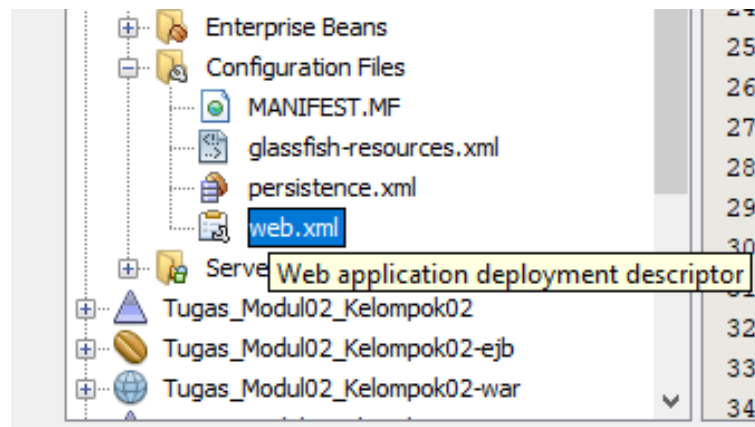 Enterprise Beans
25
Configuration Files
26
MANIFEST.MF
27
glassfish-resources.xml
28
persistence.xml
29
web.xml
30
Serve
Web application deployment descriptor
Tugas_Modul02_Kelompok02
32
Tugas_Modul02_Kelompok02-ejb
33
Tugas_Modul02_Kelompok02-war
34